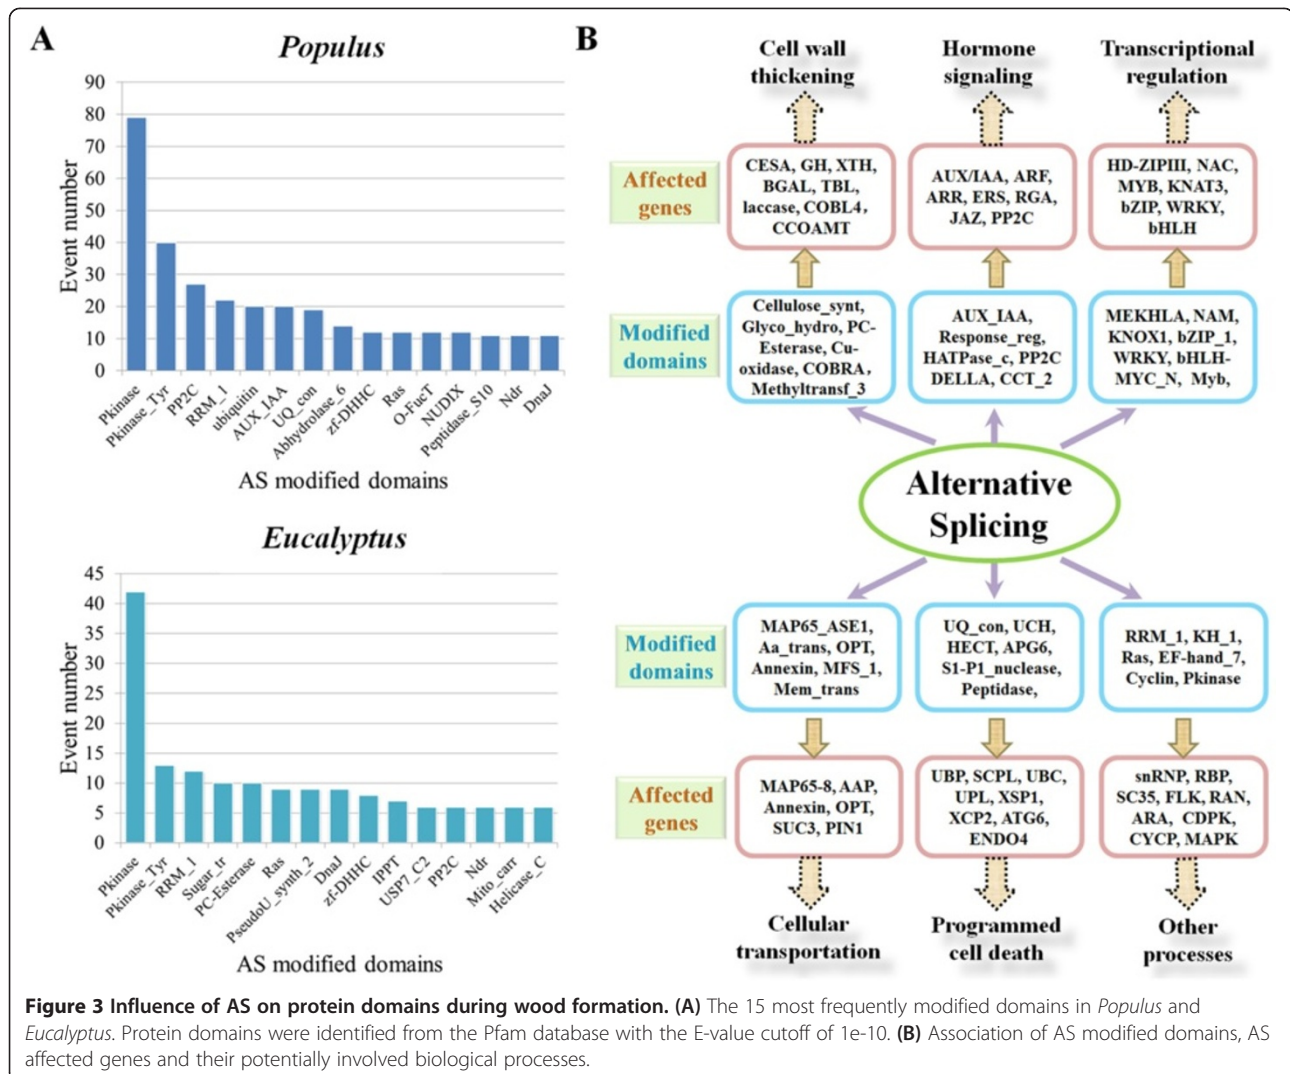 A
Populus
90
80
70
60
50
40
30
20
10
0
Event number
Pkinase
Pkinase_Tyr
PP2C
RRM_1
ubiquitin
AUX_IAA
UQ_con
Abhydrolase_6
zf-DHHC
Ras
O-FucT
NUDIX
Peptidase_S10
Ndr
DnaJ
AS modified domains
Eucalyptus
45
40
35
30
25
20
15
10
5
0
Event number
Pkinase
Pkinase_Tyr
RRM_1
Sugar_tr
PC-Esterase
Ras
PseudoU_synth_2
DnaJ
zf-DHHC
IPPT
USP7_C2
PP2C
Ndr
Mito_carr
Helicase_C
AS modified domains
B
Cell wall
thickening
Hormone
signaling
Transcriptional
regulation
Affected
genes
CESA, GH, XTH,
BGAL, TBL,
laccase, COBL4,
CCOAMT
AUX/IAA, ARF,
ARR, ERS, RGA,
JAZ, PP2C
HD-ZIPIII, NAC,
MYB, KNAT3,
bZIP, WRKY,
bHLH
Modified
domains
Cellulose_synt,
Glyco_hydro, PC-
Esterase, Cu-
oxidase, COBRA,
Methyltransf_3
AUX_IAA,
Response_reg,
HATPase_c, PP2C
DELLA, CCT_2
MEKHLA, NAM,
KNOX1, bZIP_1,
WRKY, bHLH-
MYC_N, Myb,
Alternative
Splicing
Modified
domains
MAP65_ASE1,
Aa_trans, OPT,
Annexin, MFS_1,
Mem_trans
UQ_con, UCH,
HECT, APG6,
S1-P1_nuclease,
Peptidase,
RRM_1, KH_1,
Ras, EF-hand_7,
Cyclin, Pkinase
Affected
genes
MAP65-8, AAP,
Annexin, OPT,
SUC3, PIN1
UBP, SCPL, UBC,
UPL, XSP1,
XCP2, ATG6,
ENDO4
snRNP, RBP,
SC35, FLK, RAN,
ARA, CDPK,
CYCP, MAPK
Cellular
transportation
Programmed
cell death
Other
processes
Figure 3 Influence of AS on protein domains during wood formation. (A) The 15 most frequently modified domains in Populus and
Eucalyptus. Protein domains were identified from the Pfam database with the E-value cutoff of 1e-10. (B) Association of AS modified domains, AS
affected genes and their potentially involved biological processes.